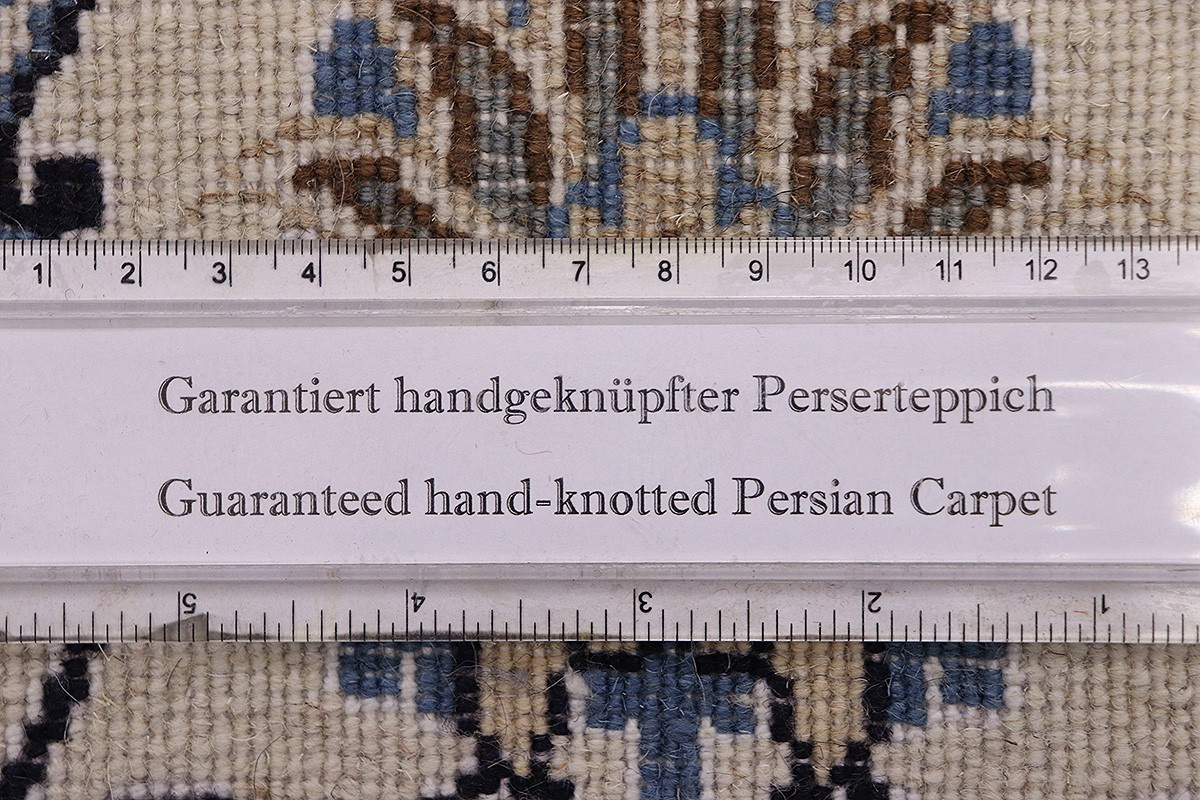 1 2 3 4 5 6 7 8 9 10 11 12 13
Garantiert handgeknüpfter Perserteppich
Guaranteed hand-knotted Persian Carpet
5 4 3 2 1